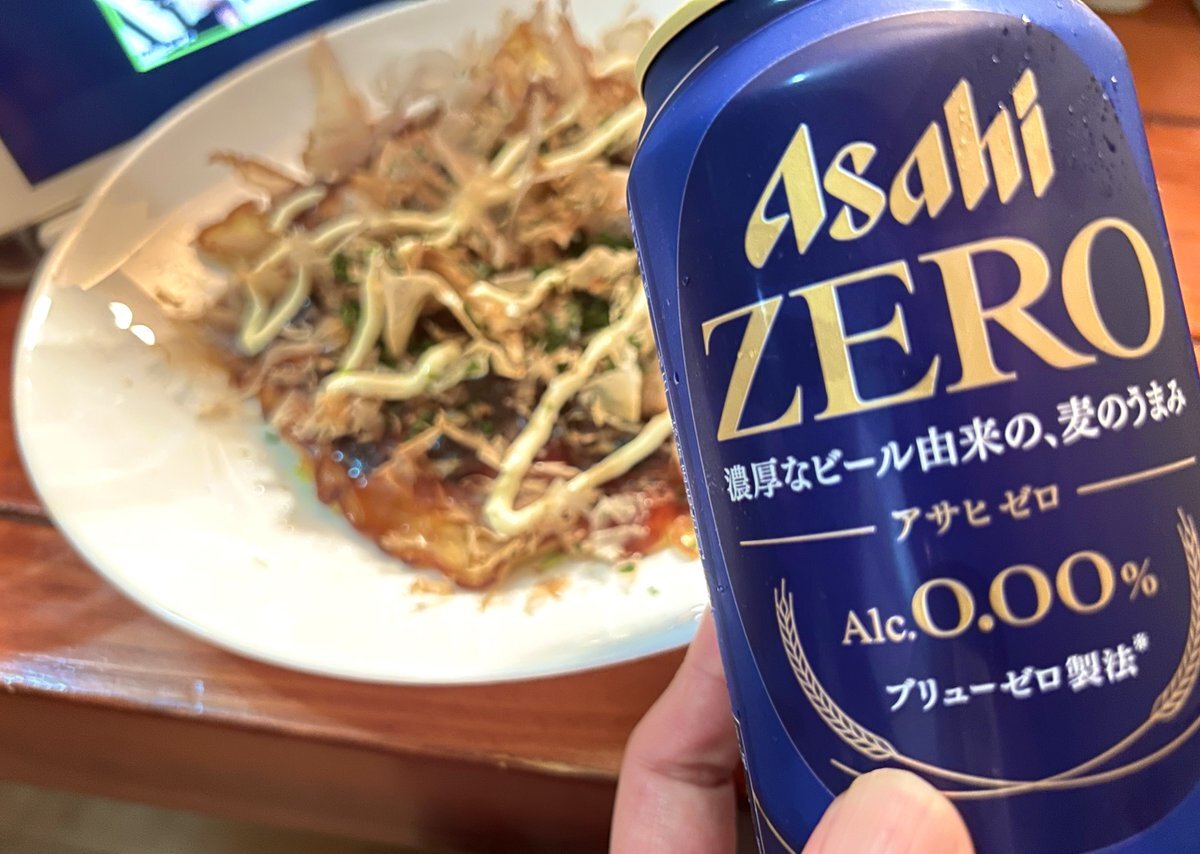 Asahi
ZERO
濃厚なビール由来の、麦のうまみ
アサヒ ゼロ
Alc.0.00%
ブリューゼロ製法※